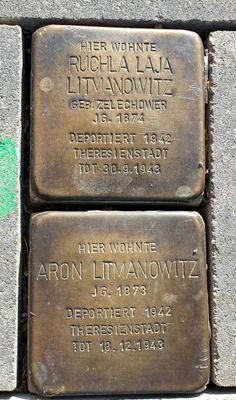 HIER WOHNTE
RUCHLA LAJA
LITMANOWITZ
GEB. ZELECHOWER
JG. 1874
DEPORTIERT 1942
THERESIENSTADT
TOT 30.9.1943
HIER WOHNTE
ARON LITMANOWITZ
JG. 1873
DEPORTIERT 1942
THERESIENSTADT
TOT 18.12.1943